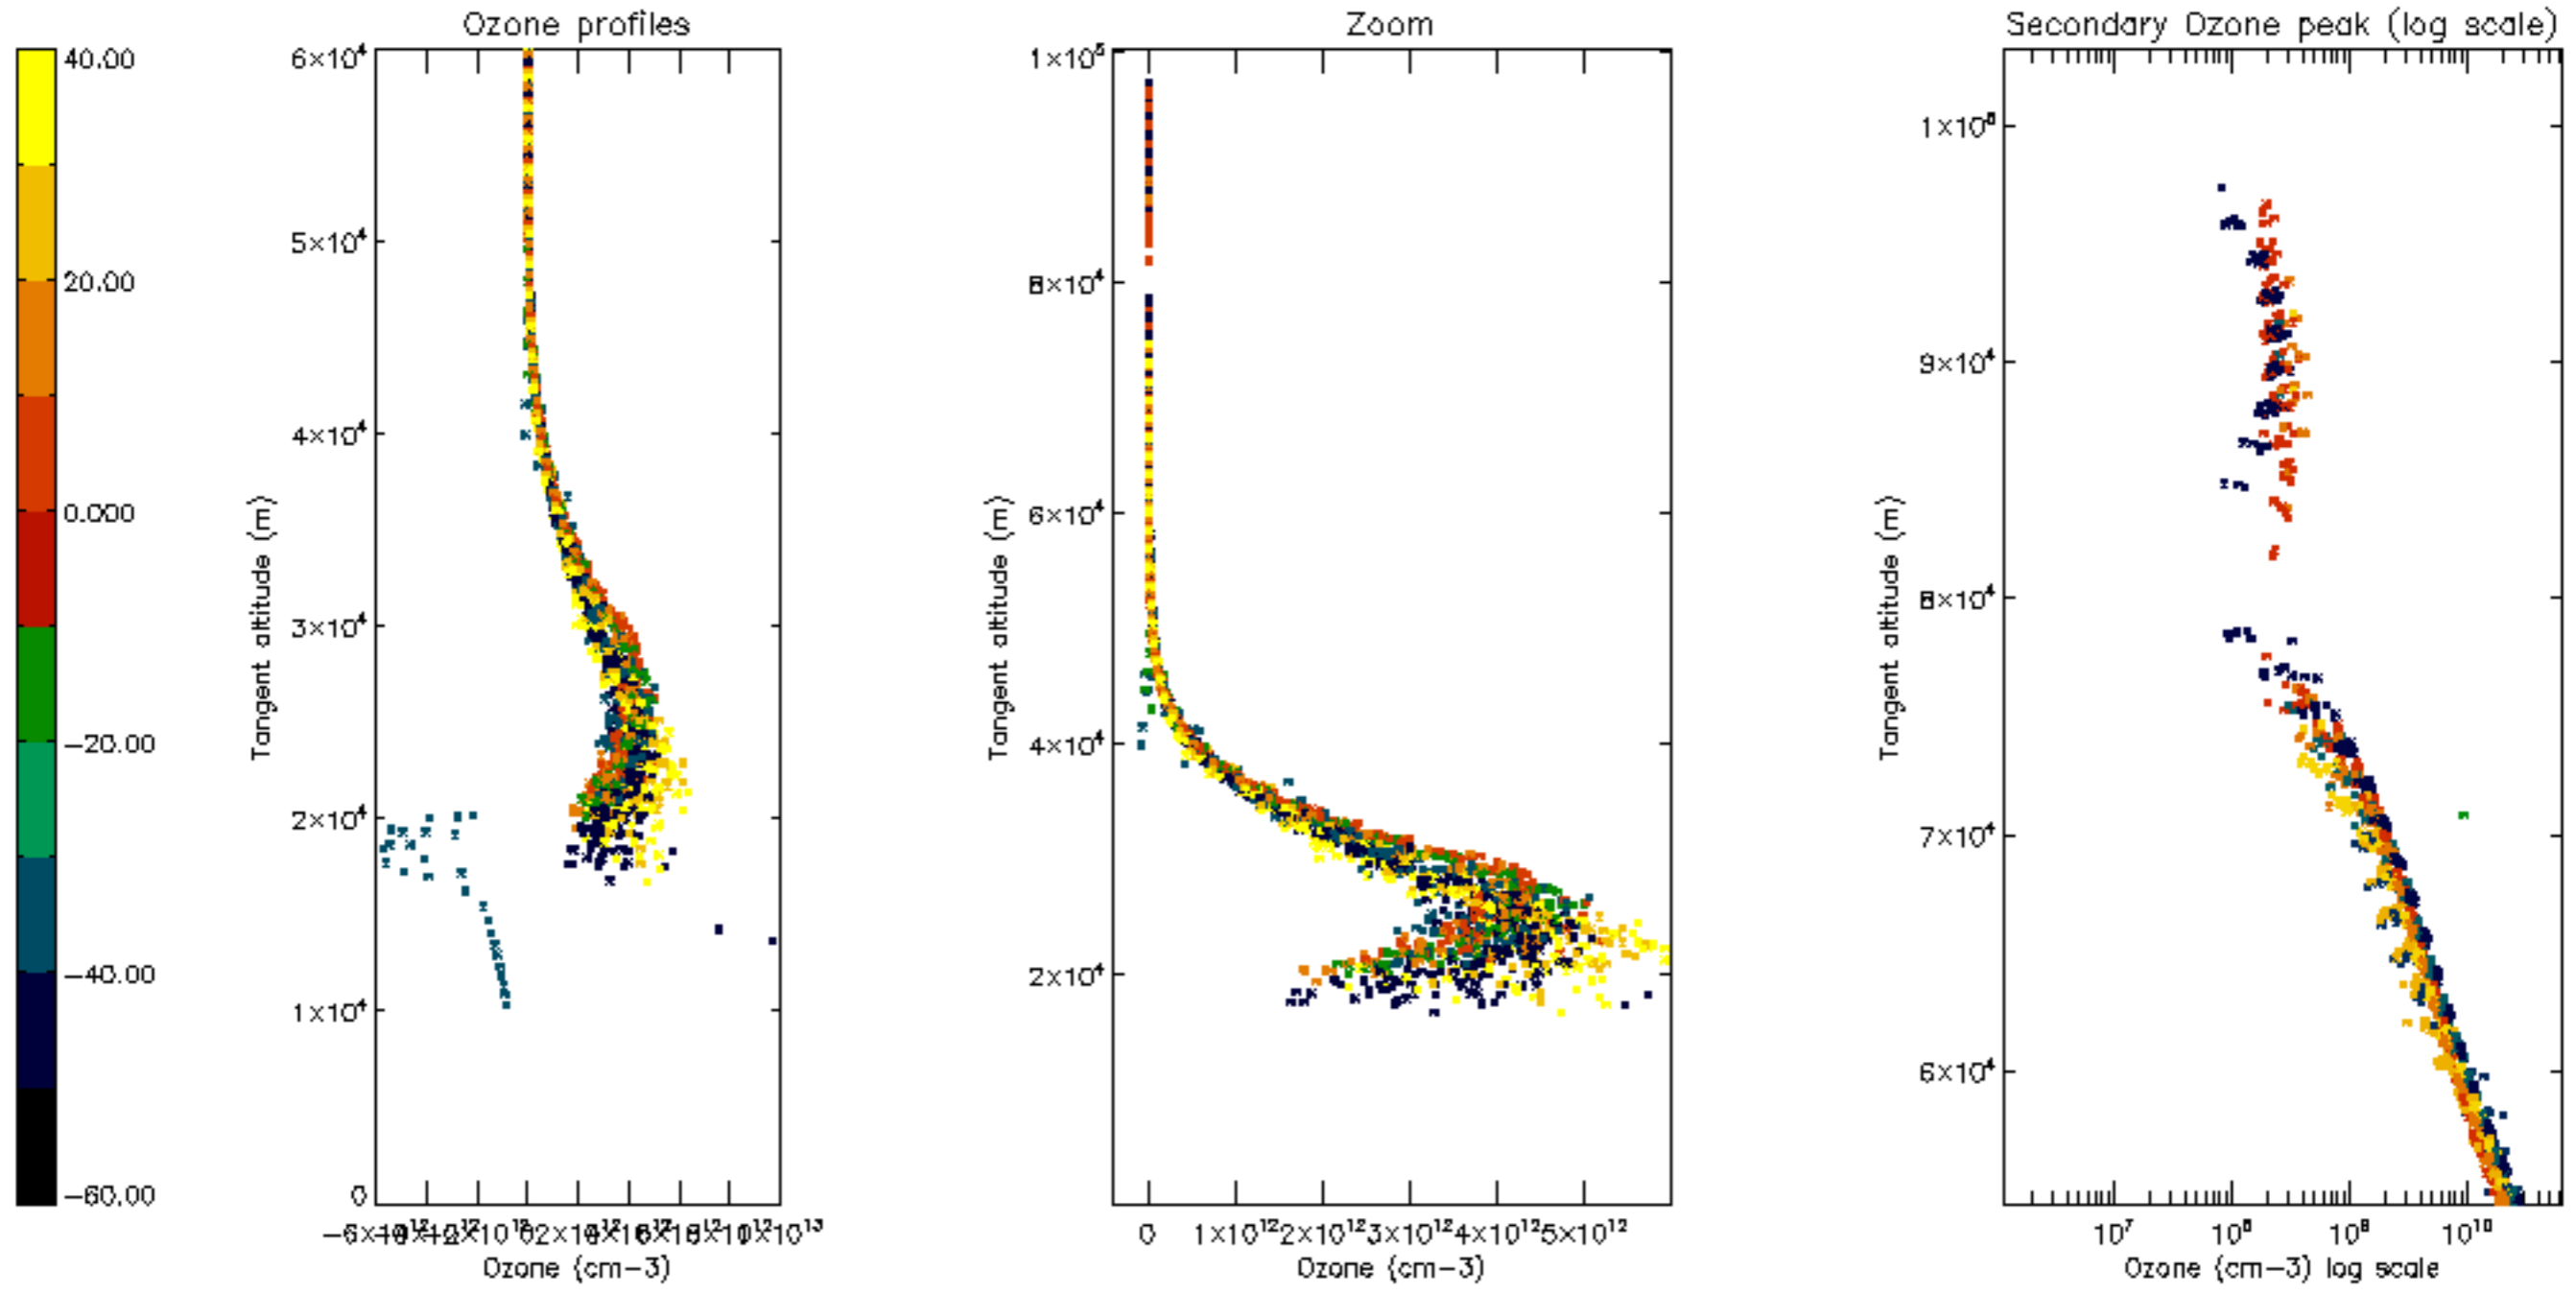 Ozone profiles
Zoom
Secondary Ozone peak (log scale)
40.00
20.00
0.000
−20.00
−40.00
−60.00
6×10⁴
5×10⁴
4×10⁴
3×10⁴
2×10⁴
1×10⁴
0
Tangent altitude (m)
Ozone (cm−3)
1×10⁵
8×10⁴
6×10⁴
4×10⁴
2×10⁴
Tangent altitude (m)
0 1×10¹² 2×10¹² 3×10¹² 4×10¹² 5×10¹²
Ozone (cm−3)
1×10⁵
9×10⁴
8×10⁴
7×10⁴
6×10⁴
Tangent altitude (m)
10⁷ 10⁸ 10⁹ 10¹⁰
Ozone (cm−3) log scale